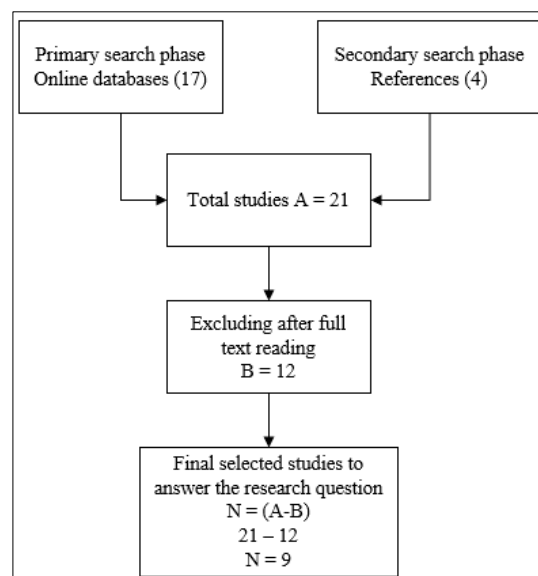 Primary search phase
Online databases (17)
Secondary search phase
References (4)
Total studies A = 21
Excluding after full
text reading
B = 12
Final selected studies to
answer the research question
N = (A-B)
21 – 12
N = 9